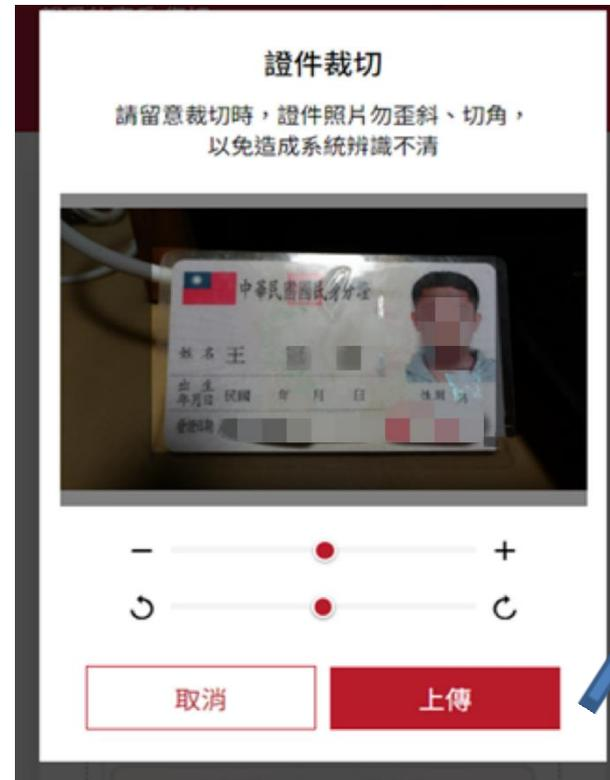 證件裁切
請留意裁切時，證件照片勿歪斜、切角，
以免造成系統辨識不清
中華民國國民身分證
姓名 王
出生
年月日 民國 年 月 日 性別
發證日期
取消
上傳